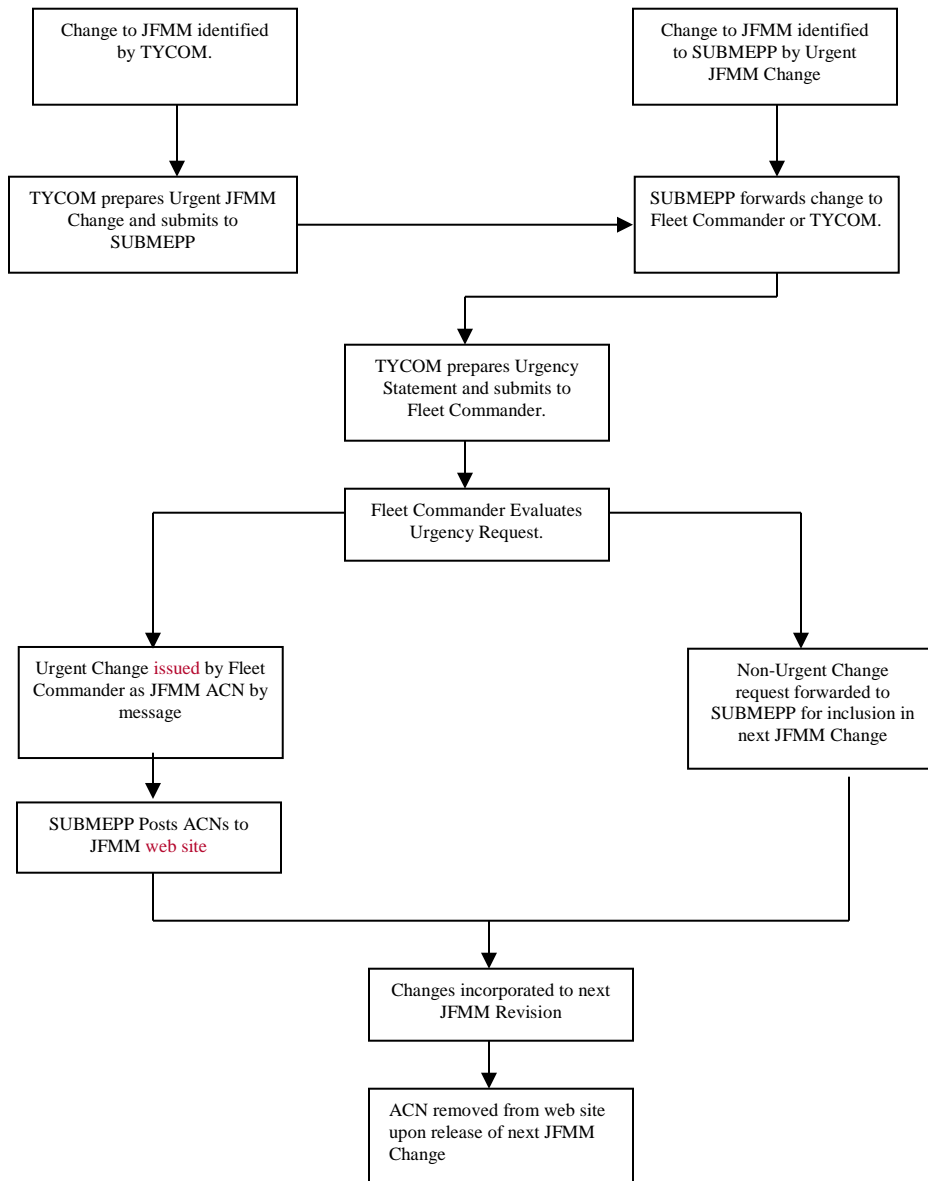 Change to JFMM identified
by TYCOM.
Change to JFMM identified
to SUBMEPP by Urgent
JFMM Change
TYCOM prepares Urgent JFMM
Change and submits to
SUBMEPP
SUBMEPP forwards change to
Fleet Commander or TYCOM.
TYCOM prepares Urgency
Statement and submits to
Fleet Commander.
Fleet Commander Evaluates
Urgency Request.
Urgent Change issued by Fleet
Commander as JFMM ACN by
message
Non-Urgent Change
request forwarded to
SUBMEPP for inclusion in
next JFMM Change
SUBMEPP Posts ACNs to
JFMM web site
Changes incorporated to next
JFMM Revision
ACN removed from web site
upon release of next JFMM
Change